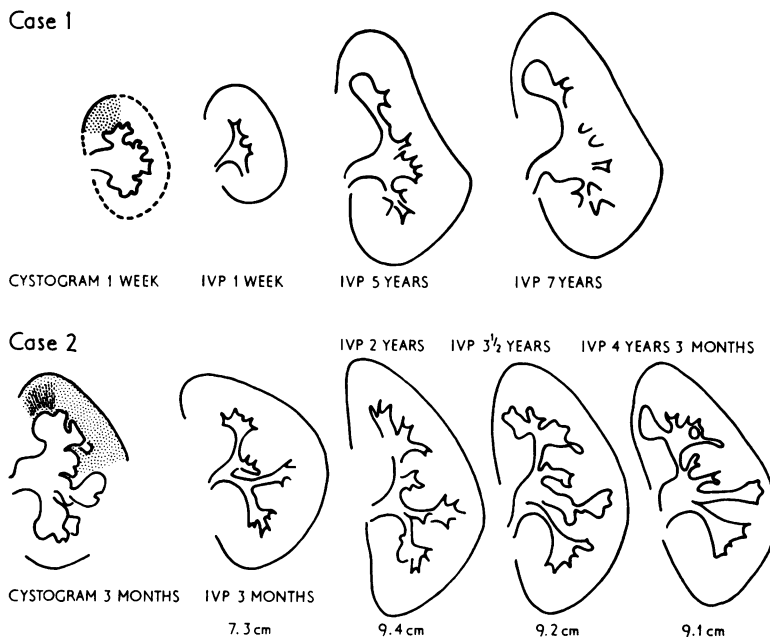 Case 1
CYSTOGRAM 1 WEEK IVP 1 WEEK IVP 5 YEARS IVP 7 YEARS
Case 2
IVP 2 YEARS IVP 3½ YEARS IVP 4 YEARS 3 MONTHS
CYSTOGRAM 3 MONTHS IVP 3 MONTHS
7.3 cm 9.4 cm 9.2 cm 9.1 cm